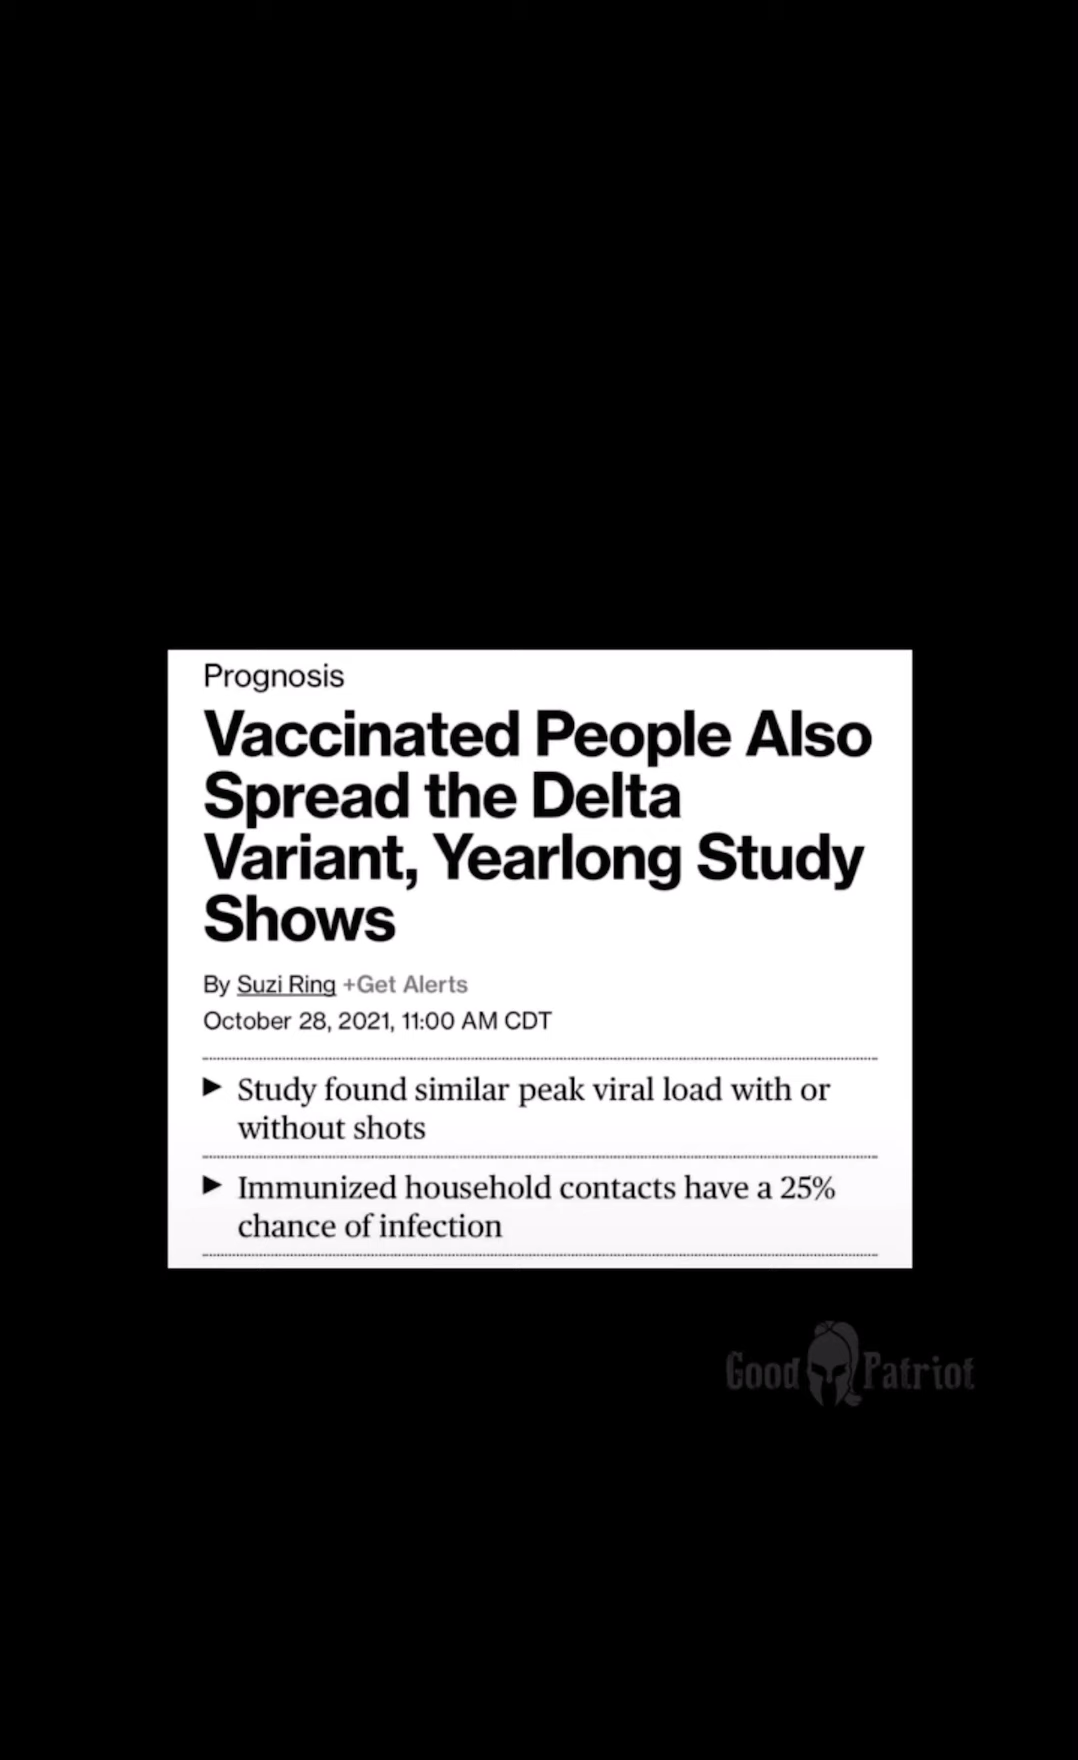 Prognosis
Vaccinated People Also
Spread the Delta
Variant, Yearlong Study
Shows
By Suzi Ring +Get Alerts
October 28, 2021, 11:00 AM CDT
▶ Study found similar peak viral load with or
without shots
▶ Immunized household contacts have a 25%
chance of infection
Good Patriot